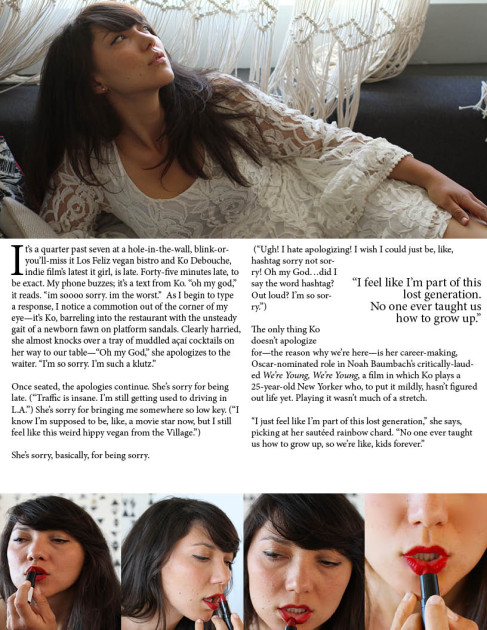 It's a quarter past seven at a hole-in-the-wall, blink-or-
you'll-miss it Los Feliz vegan bistro and Ko Debouche,
indie film's latest it girl, is late. Forty-five minutes late, to
be exact. My phone buzzes; it's a text from Ko. "oh my god,"
it reads. "im soooo sorry. im the worst." As I begin to type
a response, I notice a commotion out of the corner of my
eye—it's Ko, barreling into the restaurant with the unsteady
gait of a newborn fawn on platform sandals. Clearly harried,
she almost knocks over a tray of muddled açaí cocktails on
her way to our table—"Oh my God," she apologizes to the
waiter. "I'm so sorry. I'm such a klutz."
Once seated, the apologies continue. She's sorry for being
late. ("Traffic is insane. I'm still getting used to driving in
L.A.") She's sorry for bringing me somewhere so low key. ("I
know I'm supposed to be, like, a movie star now, but I still
feel like this weird hippy vegan from the Village.")
She's sorry, basically, for being sorry.
("Ugh! I hate apologizing! I wish I could just be, like,
hashtag sorry not sor-
ry! Oh my God…did I
say the word hashtag?
Out loud? I'm so sor-
ry.")
"I feel like I'm part of this
lost generation.
No one ever taught us
how to grow up."
The only thing Ko
doesn't apologize
for—the reason why we're here—is her career-making,
Oscar-nominated role in Noah Baumbach's critically-laud-
ed We're Young, We're Young, a film in which Ko plays a
25-year-old New Yorker who, to put it mildly, hasn't figured
out life yet. Playing it wasn't much of a stretch.
"I just feel like I'm part of this lost generation," she says,
picking at her sautéed rainbow chard. "No one ever taught
us how to grow up, so we're like, kids forever."